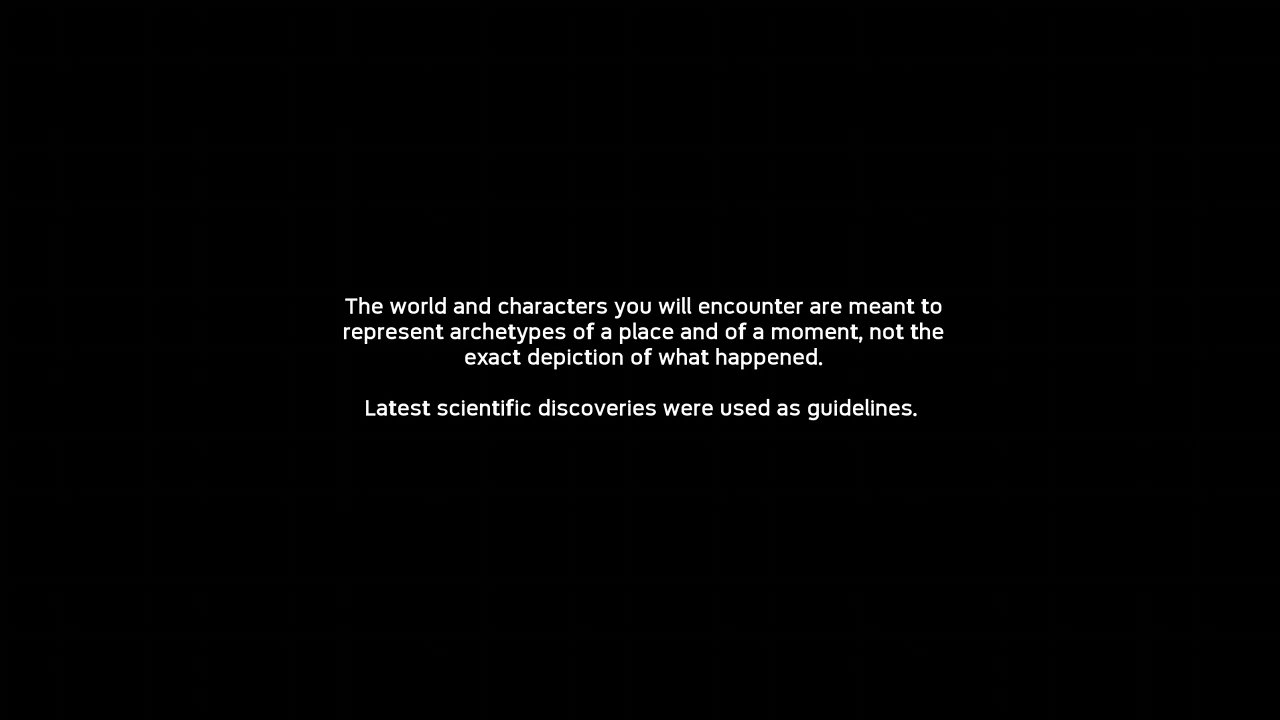 The world and characters you will encounter are meant to
represent archetypes of a place and of a moment, not the
exact depiction of what happened.
Latest scientific discoveries were used as guidelines.